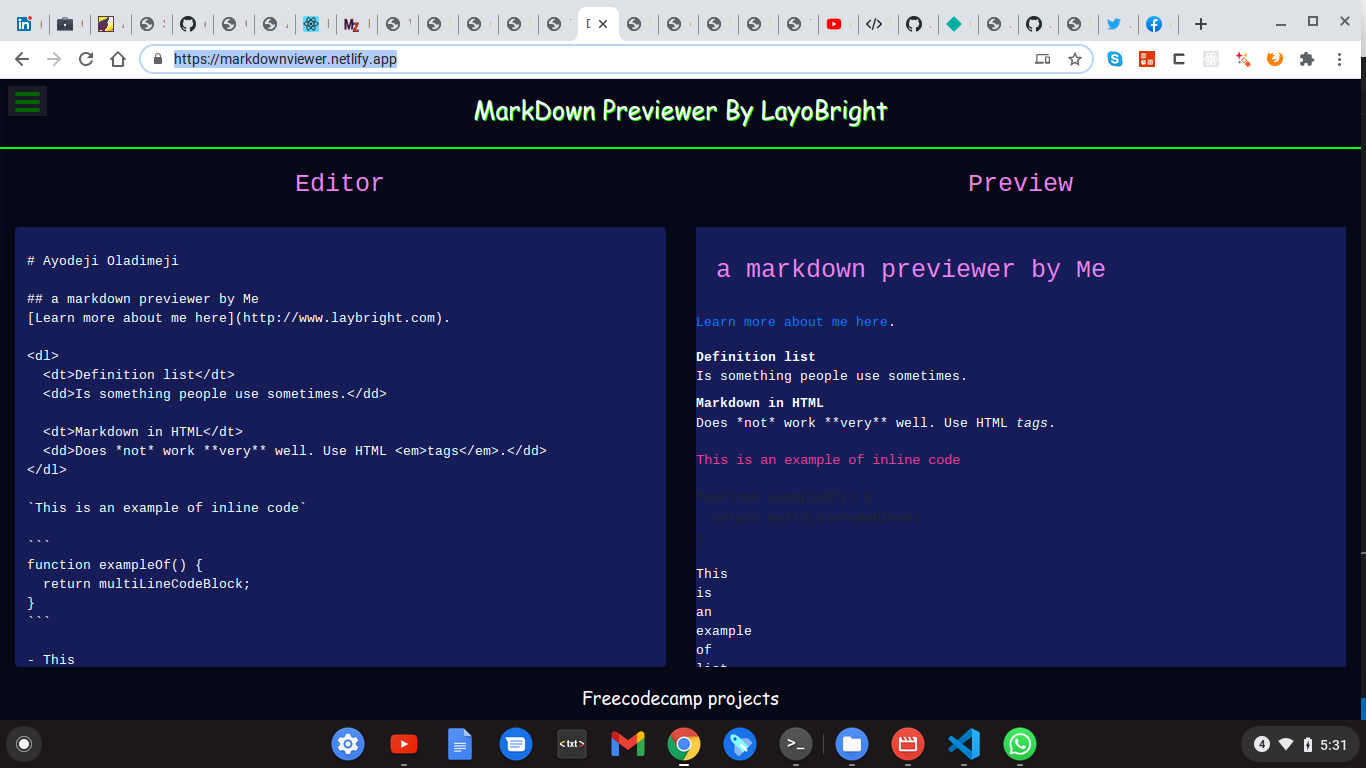 https://markdownviewer.netlify.app
MarkDown Previewer By LayoBright
Editor
Preview
# Ayodeji Oladimeji
## a markdown previewer by Me
[Learn more about me here](http://www.laybright.com).
<dl>
<dt>Definition list</dt>
<dd>Is something people use sometimes.</dd>
<dt>Markdown in HTML</dt>
<dd>Does *not* work **very** well. Use HTML <em>tags</em>.</dd>
</dl>
`This is an example of inline code`
```
function exampleOf() {
return multiLineCodeBlock;
}
```
- This
a markdown previewer by Me
Learn more about me here.
Definition list
Is something people use sometimes.
Markdown in HTML
Does *not* work **very** well. Use HTML tags.
This is an example of inline code
function exampleOf() {
return multiLineCodeBlock;
This
is
an
example
of
list
Freecodecamp projects
<txt>
4
5:31